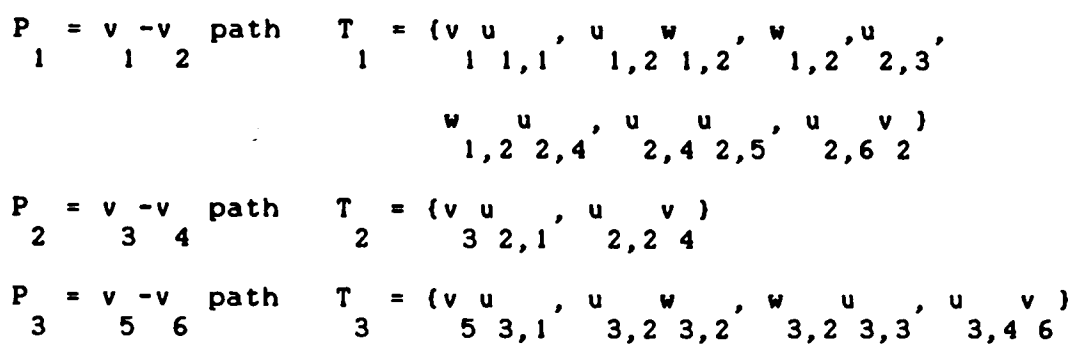 P₁ = v₁-v₂ path T₁ = {v₁u₁,₁, u₁,₂w₁,₂, w₁,₂,u₂,₃,
w₁,₂u₂,₄, u₂,₄u₂,₅, u₂,₆v₂}
P₂ = v₃-v₄ path T₂ = {v₃u₂,₁, u₂,₂v₄}
P₃ = v₅-v₆ path T₃ = {v₅u₃,₁, u₃,₂w₃,₂, w₃,₂u₃,₃, u₃,₄v₆}